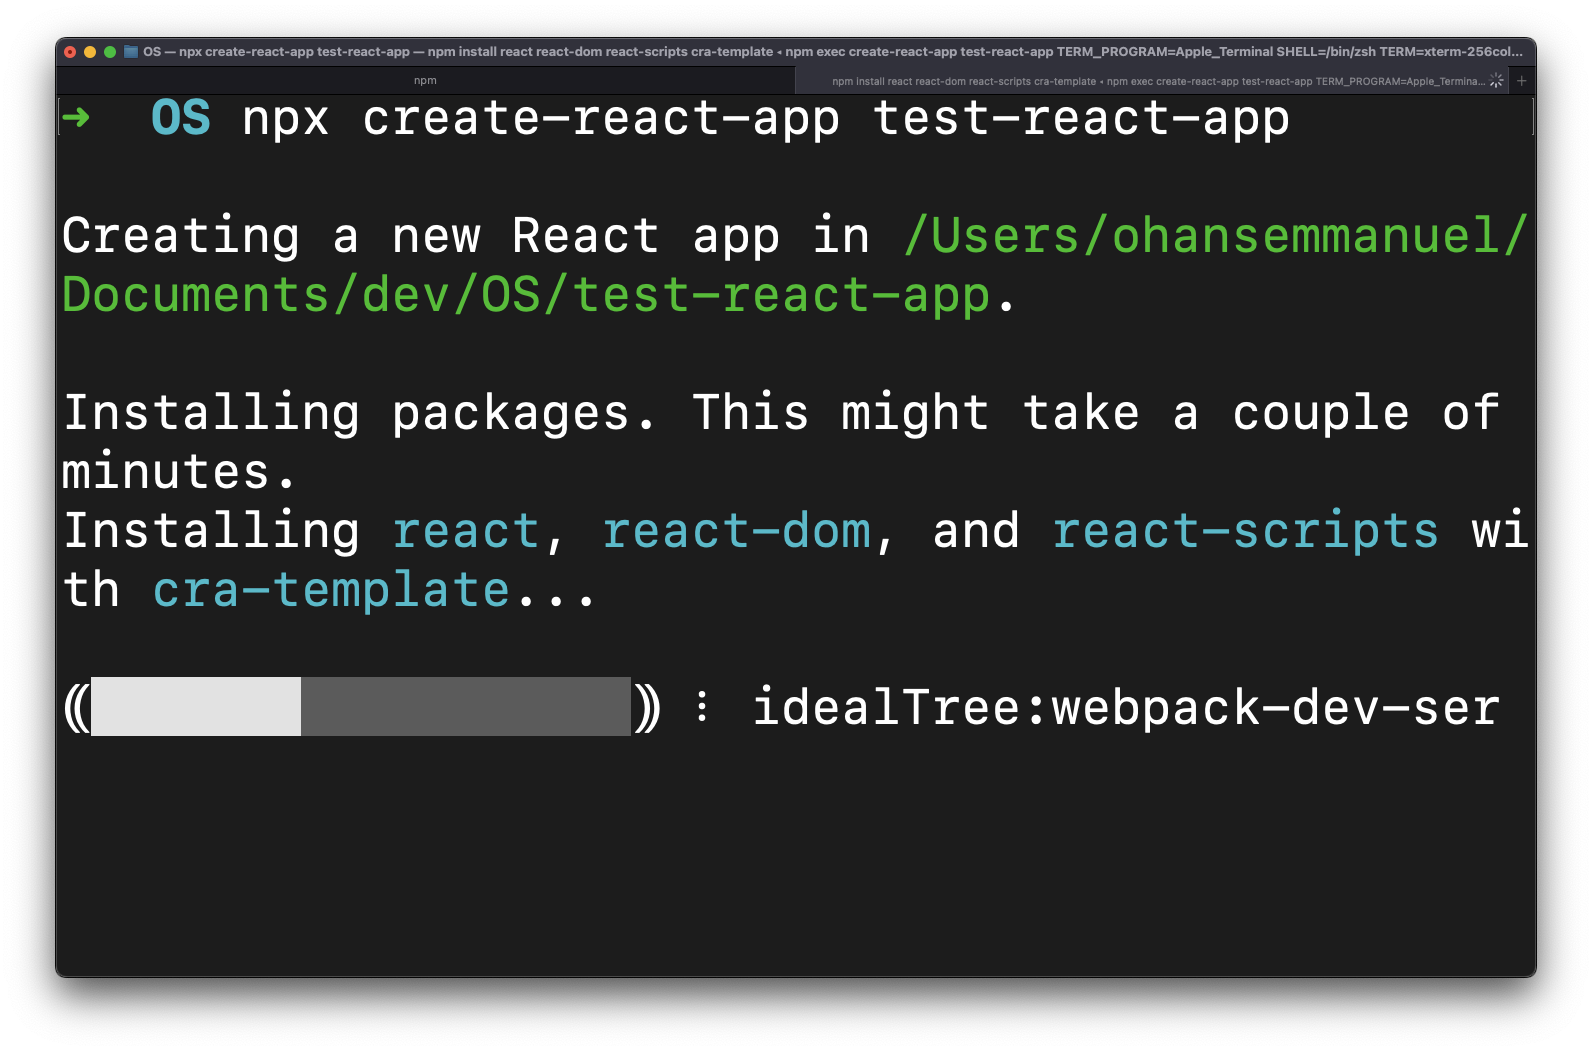 OS — npx create-react-app test-react-app — npm install react react-dom react-scripts cra-template ◂ npm exec create-react-app test-react-app TERM_PROGRAM=Apple_Terminal SHELL=/bin/zsh TERM=xterm-256col...
npm
npm install react react-dom react-scripts cra-template ◂ npm exec create-react-app test-react-app TERM_PROGRAM=Apple_Termina... +
➜ OS npx create-react-app test-react-app
Creating a new React app in /Users/ohansemmanuel/
Documents/dev/OS/test-react-app.
Installing packages. This might take a couple of
minutes.
Installing react, react-dom, and react-scripts wi
th cra-template...
⸨⸩ ⠸ idealTree:webpack-dev-ser